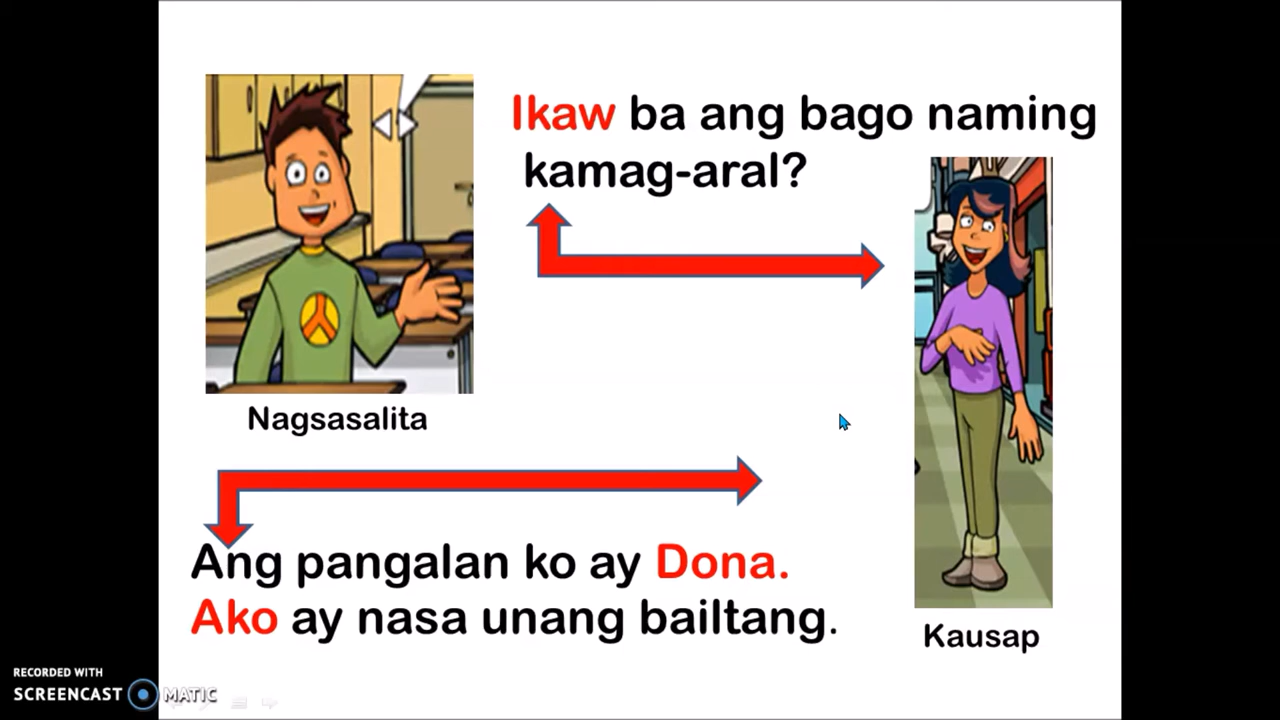 Ikaw ba ang bago naming
kamag-aral?
Nagsasalita
Ang pangalan ko ay Dona.
Ako ay nasa unang bailtang.
Kausap
RECORDED WITH
SCREENCAST MATIC